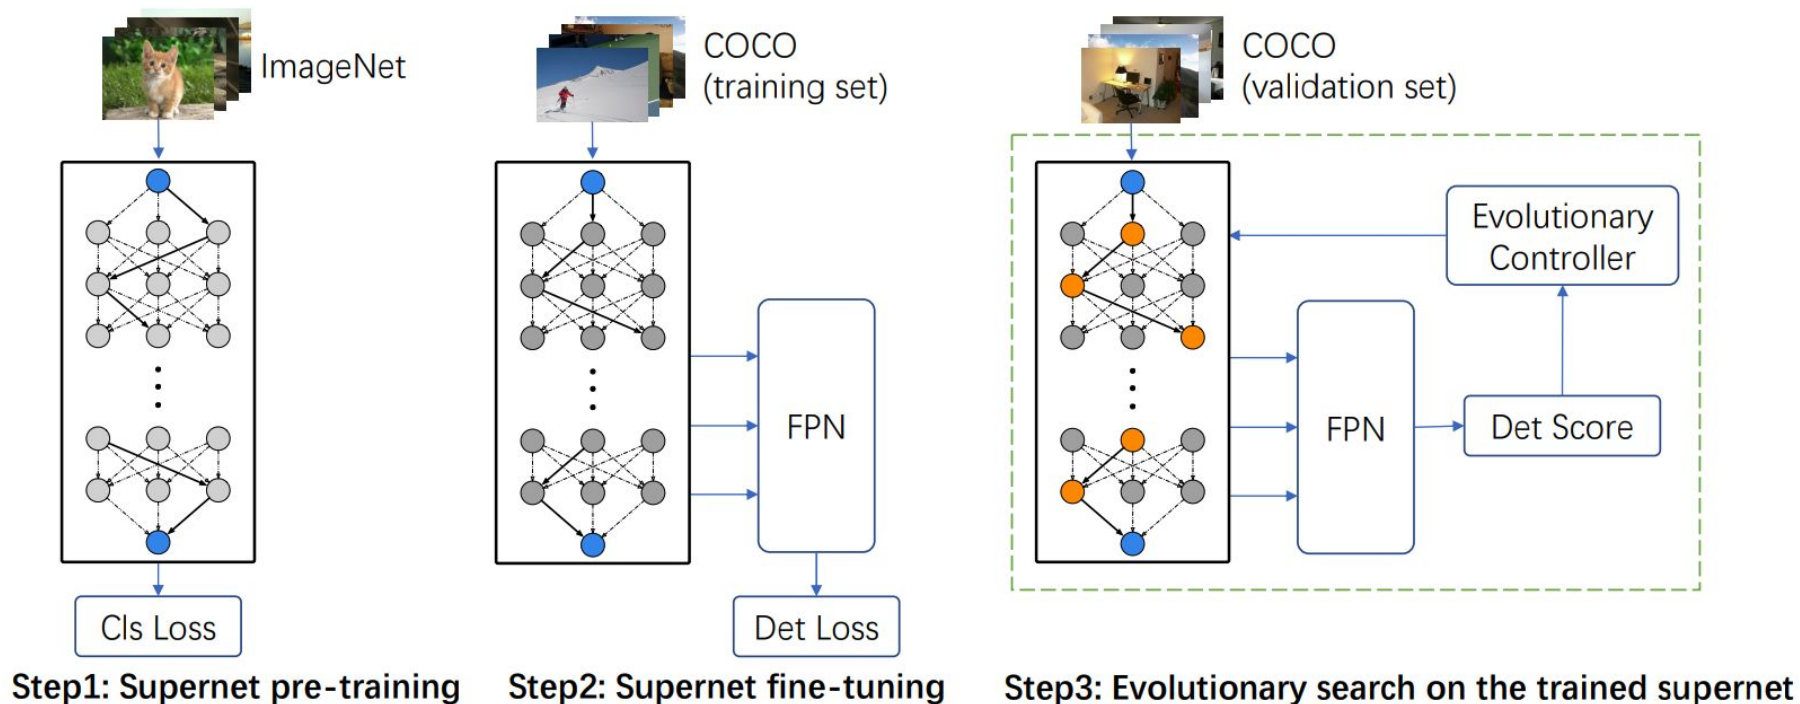 ImageNet
COCO
(training set)
COCO
(validation set)
Evolutionary
Controller
FPN
FPN
Det Score
Cls Loss
Det Loss
Step1: Supernet pre-training
Step2: Supernet fine-tuning
Step3: Evolutionary search on the trained supernet